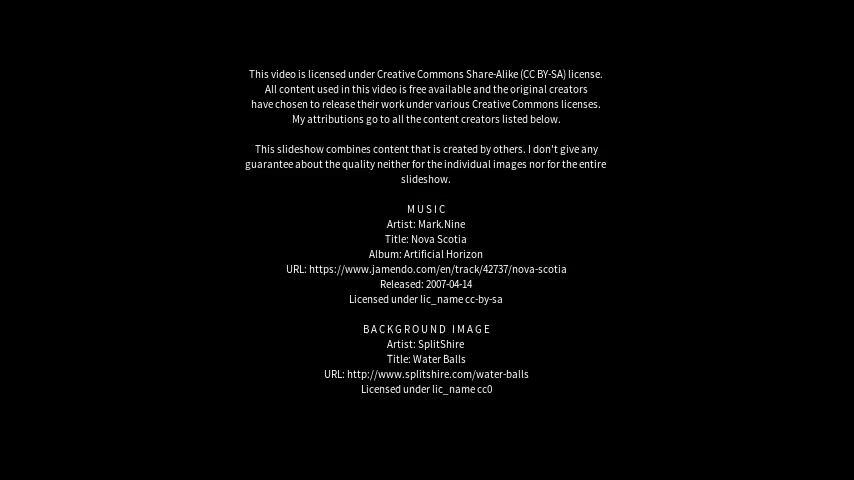 This video is licensed under Creative Commons Share-Alike (CC BY-SA) license.
All content used in this video is free available and the original creators
have chosen to release their work under various Creative Commons licenses.
My attributions go to all the content creators listed below.
This slideshow combines content that is created by others. I don't give any
guarantee about the quality neither for the individual images nor for the entire
slideshow.
MUSIC
Artist: Mark.Nine
Title: Nova Scotia
Album: Artificial Horizon
URL: https://www.jamendo.com/en/track/42737/nova-scotia
Released: 2007-04-14
Licensed under lic_name cc-by-sa
BACKGROUND IMAGE
Artist: SplitShire
Title: Water Balls
URL: http://www.splitshire.com/water-balls
Licensed under lic_name cc0